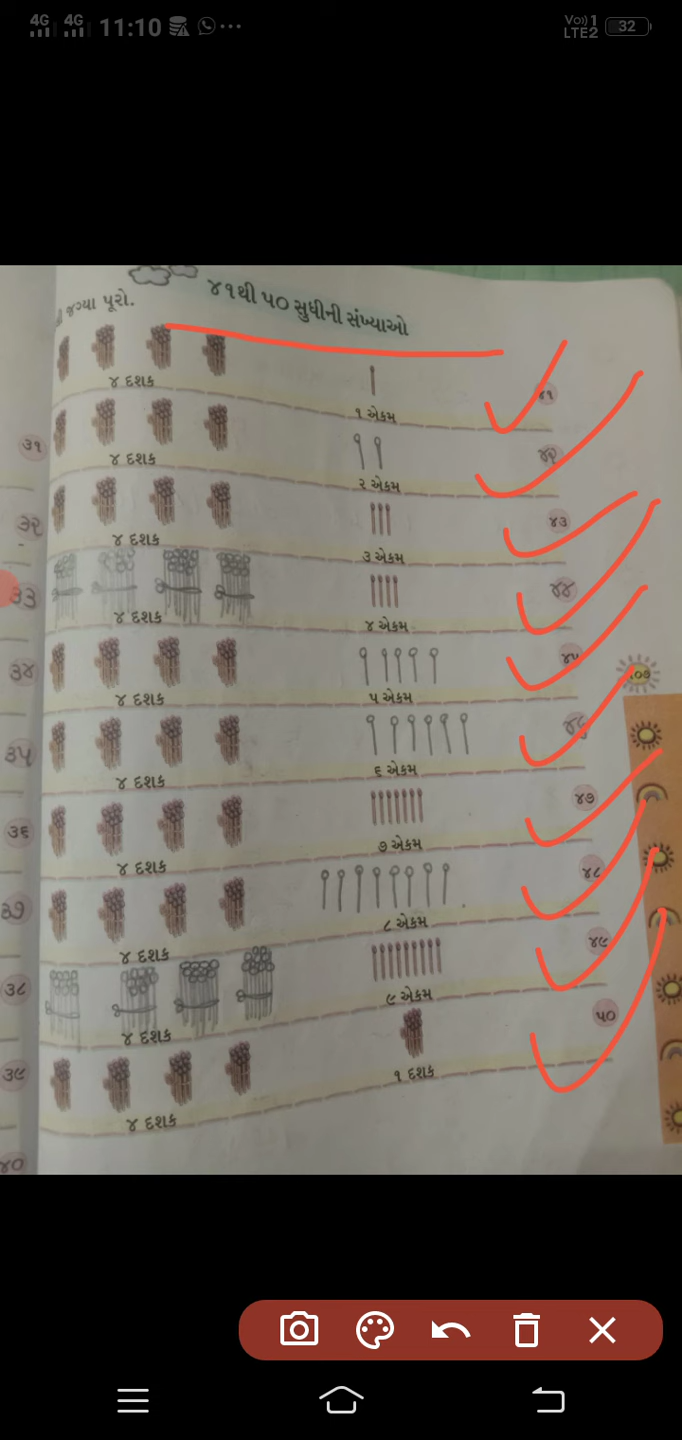 4G 4G 11:10 ... Vo)) 1 LTE2 32
૪૧થી ૫૦ સુધીની સંખ્યાઓ
જગ્યા પૂરો.
૪ દશક ૧ એકમ ૪૧
૩૧ ૪ દશક ૨ એકમ ૪૨
૩૨ ૪ દશક ૩ એકમ ૪૩
૩૩ ૪ દશક ૪ એકમ ૪૪
૩૪ ૪ દશક ૫ એકમ ૪૫
૩૫ ૪ દશક ૬ એકમ ૪૬
૩૬ ૪ દશક ૭ એકમ ૪૭
૩૭ ૪ દશક ૮ એકમ ૪૮
૩૮ ૪ દશક ૯ એકમ ૪૯
૩૯ ૪ દશક ૧ દશક ૫૦
૪૦